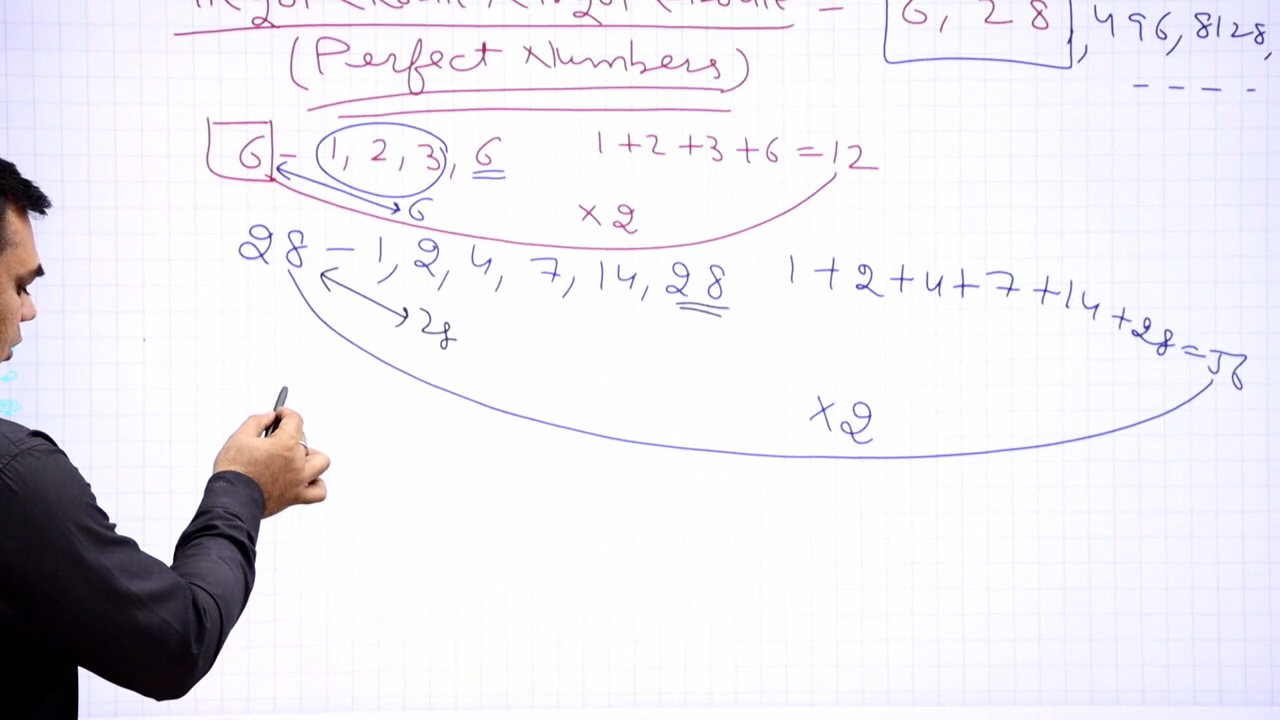 = 6, 28, 496, 8128,
- - - -
(Perfect Numbers)
6 - 1, 2, 3, 6 1+2+3+6=12
6 ×2
28 - 1, 2, 4, 7, 14, 28 1+2+4+7+14+28=56
28
×2